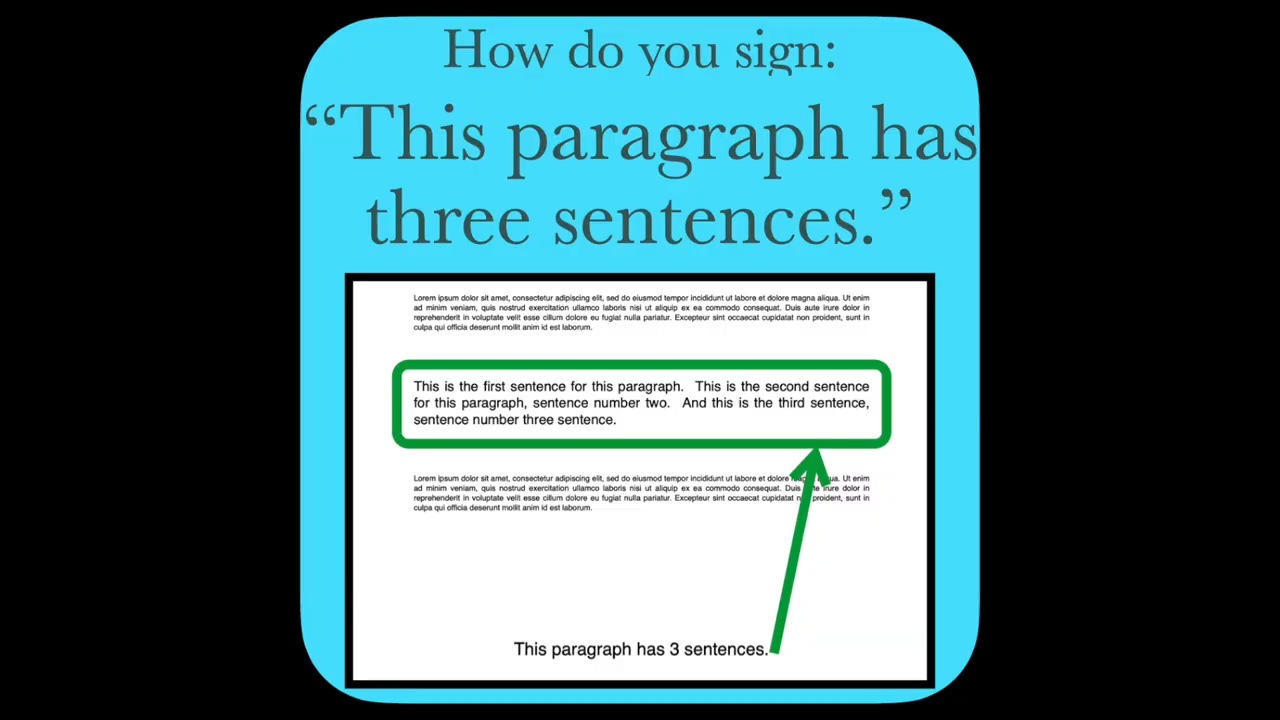 How do you sign:
“This paragraph has
three sentences.”
Lorem ipsum dolor sit amet, consectetur adipiscing elit, sed do eiusmod tempor incididunt ut labore et dolore magna aliqua. Ut enim
ad minim veniam, quis nostrud exercitation ullamco laboris nisi ut aliquip ex ea commodo consequat. Duis aute irure dolor in
reprehenderit in voluptate velit esse cillum dolore eu fugiat nulla pariatur. Excepteur sint occaecat cupidatat non proident, sunt in
culpa qui officia deserunt mollit anim id est laborum.
This is the first sentence for this paragraph. This is the second sentence
for this paragraph, sentence number two. And this is the third sentence,
sentence number three sentence.
Lorem ipsum dolor sit amet, consectetur adipiscing elit, sed do eiusmod tempor incididunt ut labore et dolore Ut enim
ad minim veniam, quis nostrud exercitation ullamco laboris nisi ut aliquip ex ea commodo consequat. Duis irure dolor in
reprehenderit in voluptate velit esse cillum dolore eu fugiat nulla pariatur. Excepteur sint occaecat cupidatat proident, sunt in
culpa qui officia deserunt mollit anim id est laborum.
This paragraph has 3 sentences.